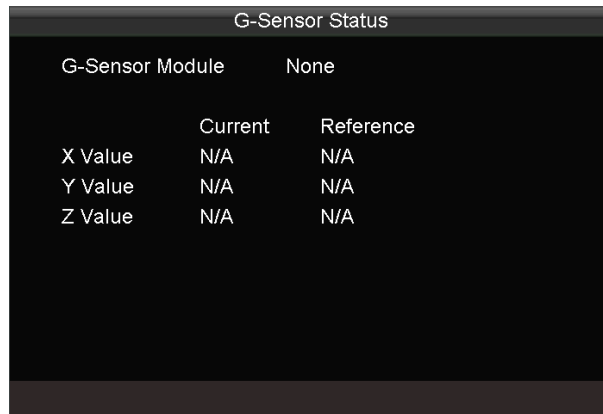 G-Sensor Status
G-Sensor Module None
Current Reference
X Value N/A N/A
Y Value N/A N/A
Z Value N/A N/A